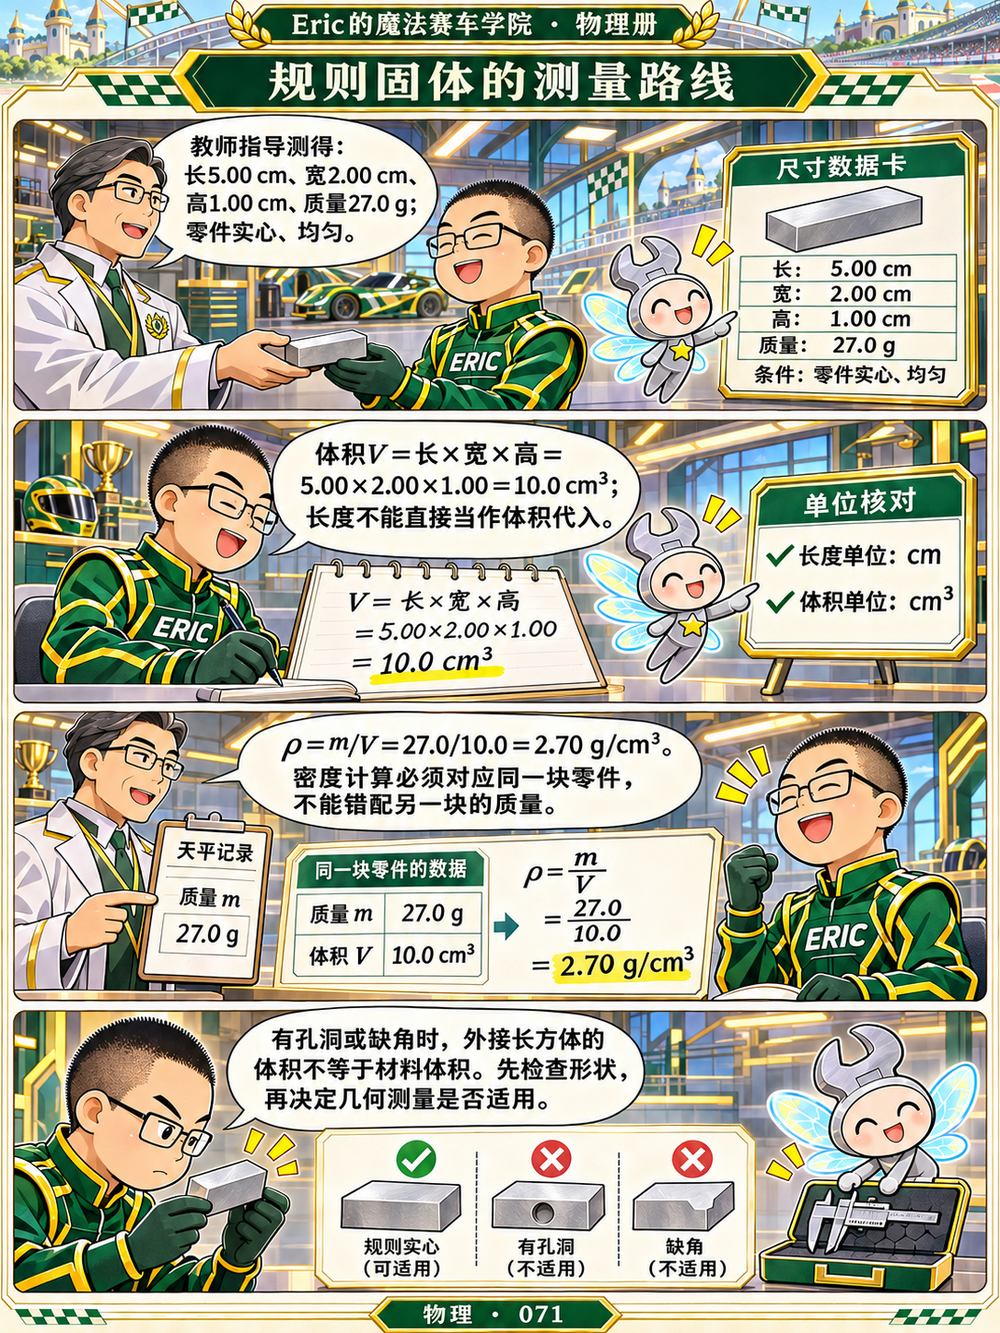 Eric的魔法赛车学院 · 物理册
规则固体的测量路线
教师指导测得：
长5.00 cm、宽2.00 cm、
高1.00 cm、质量27.0 g；
零件实心、均匀。
ERIC
尺寸数据卡
长： 5.00 cm
宽： 2.00 cm
高： 1.00 cm
质量： 27.0 g
条件：零件实心、均匀
体积V＝长×宽×高＝
5.00×2.00×1.00＝10.0 cm³；
长度不能直接当作体积代入。
ERIC
V＝长×宽×高
＝5.00×2.00×1.00
＝10.0 cm³
单位核对
✓ 长度单位：cm
✓ 体积单位：cm³
ρ＝m/V＝27.0/10.0＝2.70 g/cm³。
密度计算必须对应同一块零件，
不能错配另一块的质量。
天平记录
质量 m
27.0 g
同一块零件的数据
质量 m 27.0 g
体积 V 10.0 cm³
ρ＝m/V
＝27.0/10.0
＝2.70 g/cm³
ERIC
有孔洞或缺角时，外接长方体的
体积不等于材料体积。先检查形状，
再决定几何测量是否适用。
规则实心
（可适用）
有孔洞
（不适用）
缺角
（不适用）
物理 · 071